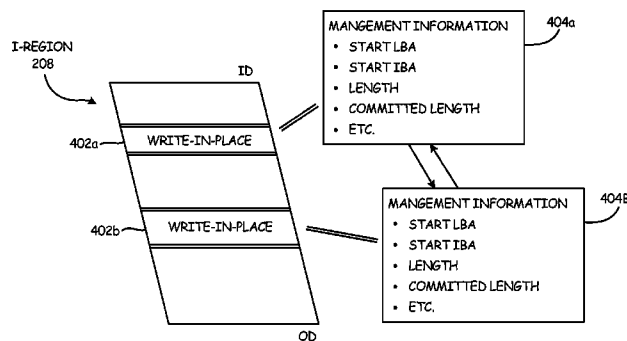 I-REGION
208
ID
402a
WRITE-IN-PLACE
402b
WRITE-IN-PLACE
OD
MANGEMENT INFORMATION
• START LBA
• START IBA
• LENGTH
• COMMITTED LENGTH
• ETC.
404a
MANGEMENT INFORMATION
• START LBA
• START IBA
• LENGTH
• COMMITTED LENGTH
• ETC.
404B